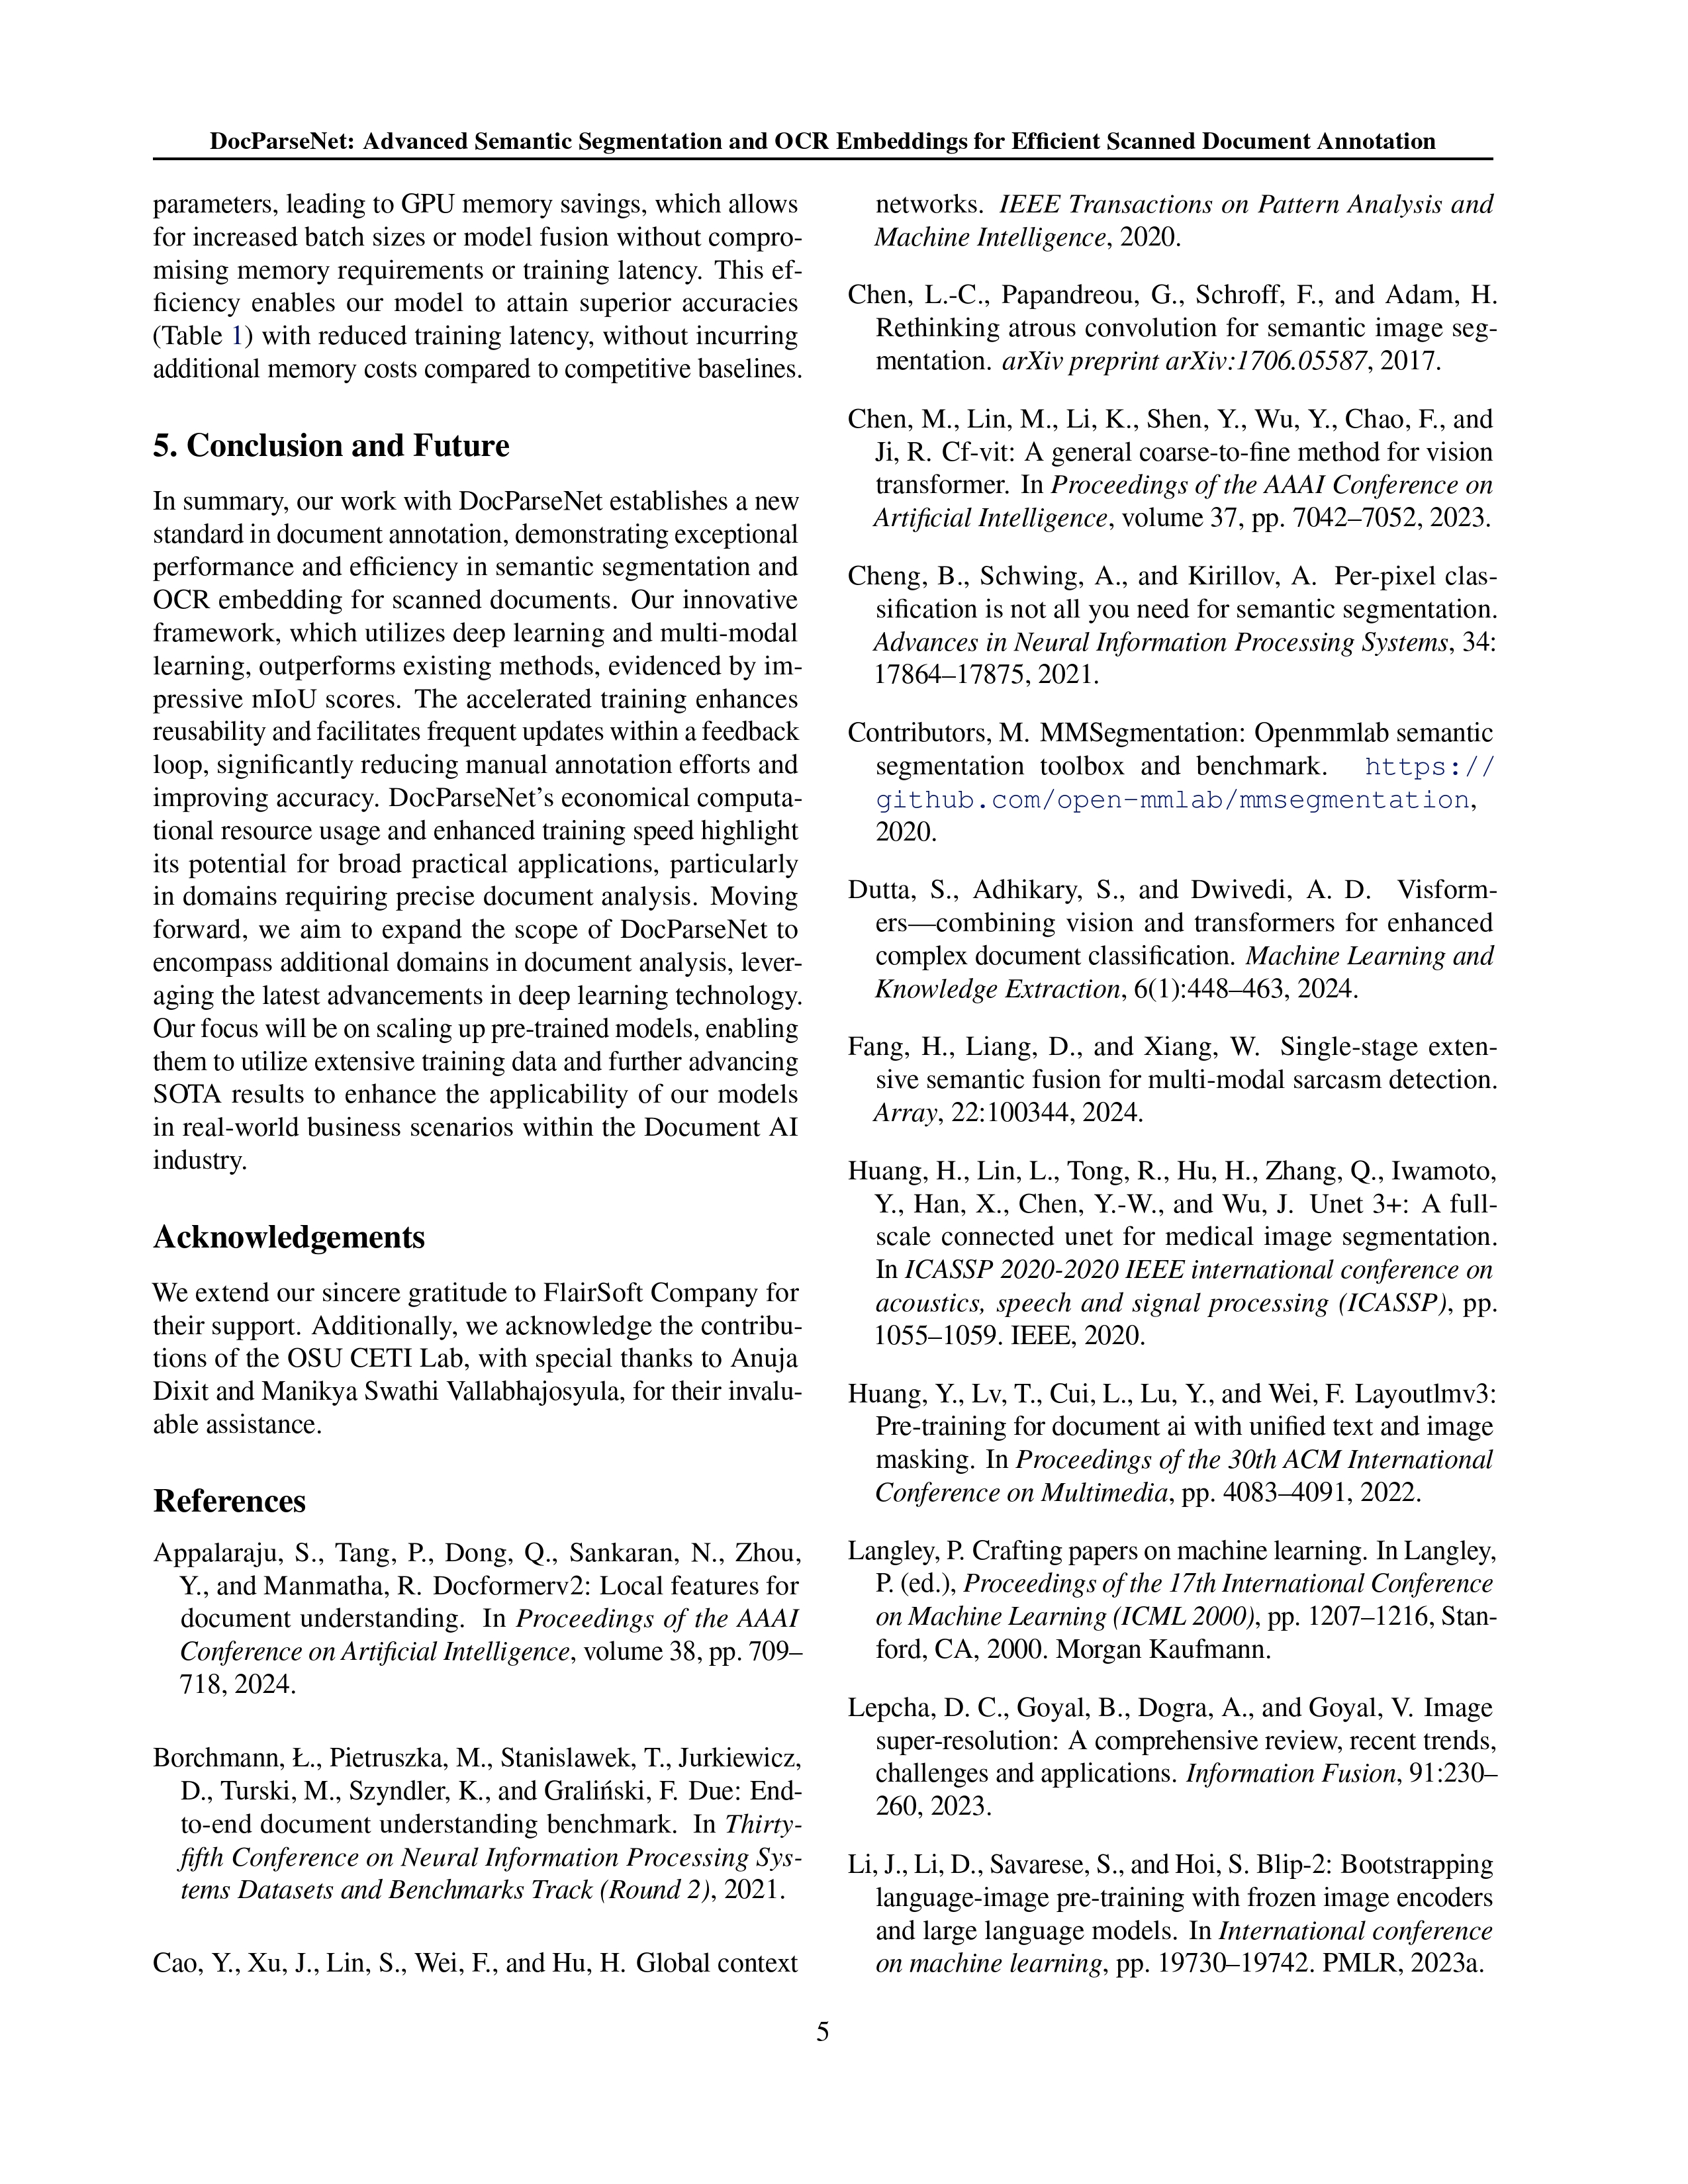 DocParseNet: Advanced Semantic Segmentation and OCR Embeddings for Efficient Scanned Document Annotation
parameters, leading to GPU memory savings, which allows
for increased batch sizes or model fusion without compro-
mising memory requirements or training latency. This ef-
ficiency enables our model to attain superior accuracies
(Table 1) with reduced training latency, without incurring
additional memory costs compared to competitive baselines.
5. Conclusion and Future
In summary, our work with DocParseNet establishes a new
standard in document annotation, demonstrating exceptional
performance and efficiency in semantic segmentation and
OCR embedding for scanned documents. Our innovative
framework, which utilizes deep learning and multi-modal
learning, outperforms existing methods, evidenced by im-
pressive mIoU scores. The accelerated training enhances
reusability and facilitates frequent updates within a feedback
loop, significantly reducing manual annotation efforts and
improving accuracy. DocParseNet's economical computa-
tional resource usage and enhanced training speed highlight
its potential for broad practical applications, particularly
in domains requiring precise document analysis. Moving
forward, we aim to expand the scope of DocParseNet to
encompass additional domains in document analysis, lever-
aging the latest advancements in deep learning technology.
Our focus will be on scaling up pre-trained models, enabling
them to utilize extensive training data and further advancing
SOTA results to enhance the applicability of our models
in real-world business scenarios within the Document AI
industry.
Acknowledgements
We extend our sincere gratitude to FlairSoft Company for
their support. Additionally, we acknowledge the contribu-
tions of the OSU CETI Lab, with special thanks to Anuja
Dixit and Manikya Swathi Vallabhajosyula, for their invalu-
able assistance.
References
Appalaraju, S., Tang, P., Dong, Q., Sankaran, N., Zhou,
Y., and Manmatha, R. Docformerv2: Local features for
document understanding. In Proceedings of the AAAI
Conference on Artificial Intelligence, volume 38, pp. 709–
718, 2024.
Borchmann, Ł., Pietruszka, M., Stanislawek, T., Jurkiewicz,
D., Turski, M., Szyndler, K., and Graliński, F. Due: End-
to-end document understanding benchmark. In Thirty-
fifth Conference on Neural Information Processing Sys-
tems Datasets and Benchmarks Track (Round 2), 2021.
Cao, Y., Xu, J., Lin, S., Wei, F., and Hu, H. Global context
networks. IEEE Transactions on Pattern Analysis and
Machine Intelligence, 2020.
Chen, L.-C., Papandreou, G., Schroff, F., and Adam, H.
Rethinking atrous convolution for semantic image seg-
mentation. arXiv preprint arXiv:1706.05587, 2017.
Chen, M., Lin, M., Li, K., Shen, Y., Wu, Y., Chao, F., and
Ji, R. Cf-vit: A general coarse-to-fine method for vision
transformer. In Proceedings of the AAAI Conference on
Artificial Intelligence, volume 37, pp. 7042–7052, 2023.
Cheng, B., Schwing, A., and Kirillov, A. Per-pixel clas-
sification is not all you need for semantic segmentation.
Advances in Neural Information Processing Systems, 34:
17864–17875, 2021.
Contributors, M. MMSegmentation: Openmmlab semantic
segmentation toolbox and benchmark. https://
github.com/open-mmlab/mmsegmentation,
2020.
Dutta, S., Adhikary, S., and Dwivedi, A. D. Visform-
ers—combining vision and transformers for enhanced
complex document classification. Machine Learning and
Knowledge Extraction, 6(1):448–463, 2024.
Fang, H., Liang, D., and Xiang, W. Single-stage exten-
sive semantic fusion for multi-modal sarcasm detection.
Array, 22:100344, 2024.
Huang, H., Lin, L., Tong, R., Hu, H., Zhang, Q., Iwamoto,
Y., Han, X., Chen, Y.-W., and Wu, J. Unet 3+: A full-
scale connected unet for medical image segmentation.
In ICASSP 2020-2020 IEEE international conference on
acoustics, speech and signal processing (ICASSP), pp.
1055–1059. IEEE, 2020.
Huang, Y., Lv, T., Cui, L., Lu, Y., and Wei, F. Layoutlmv3:
Pre-training for document ai with unified text and image
masking. In Proceedings of the 30th ACM International
Conference on Multimedia, pp. 4083–4091, 2022.
Langley, P. Crafting papers on machine learning. In Langley,
P. (ed.), Proceedings of the 17th International Conference
on Machine Learning (ICML 2000), pp. 1207–1216, Stan-
ford, CA, 2000. Morgan Kaufmann.
Lepcha, D. C., Goyal, B., Dogra, A., and Goyal, V. Image
super-resolution: A comprehensive review, recent trends,
challenges and applications. Information Fusion, 91:230–
260, 2023.
Li, J., Li, D., Savarese, S., and Hoi, S. Blip-2: Bootstrapping
language-image pre-training with frozen image encoders
and large language models. In International conference
on machine learning, pp. 19730–19742. PMLR, 2023a.
5